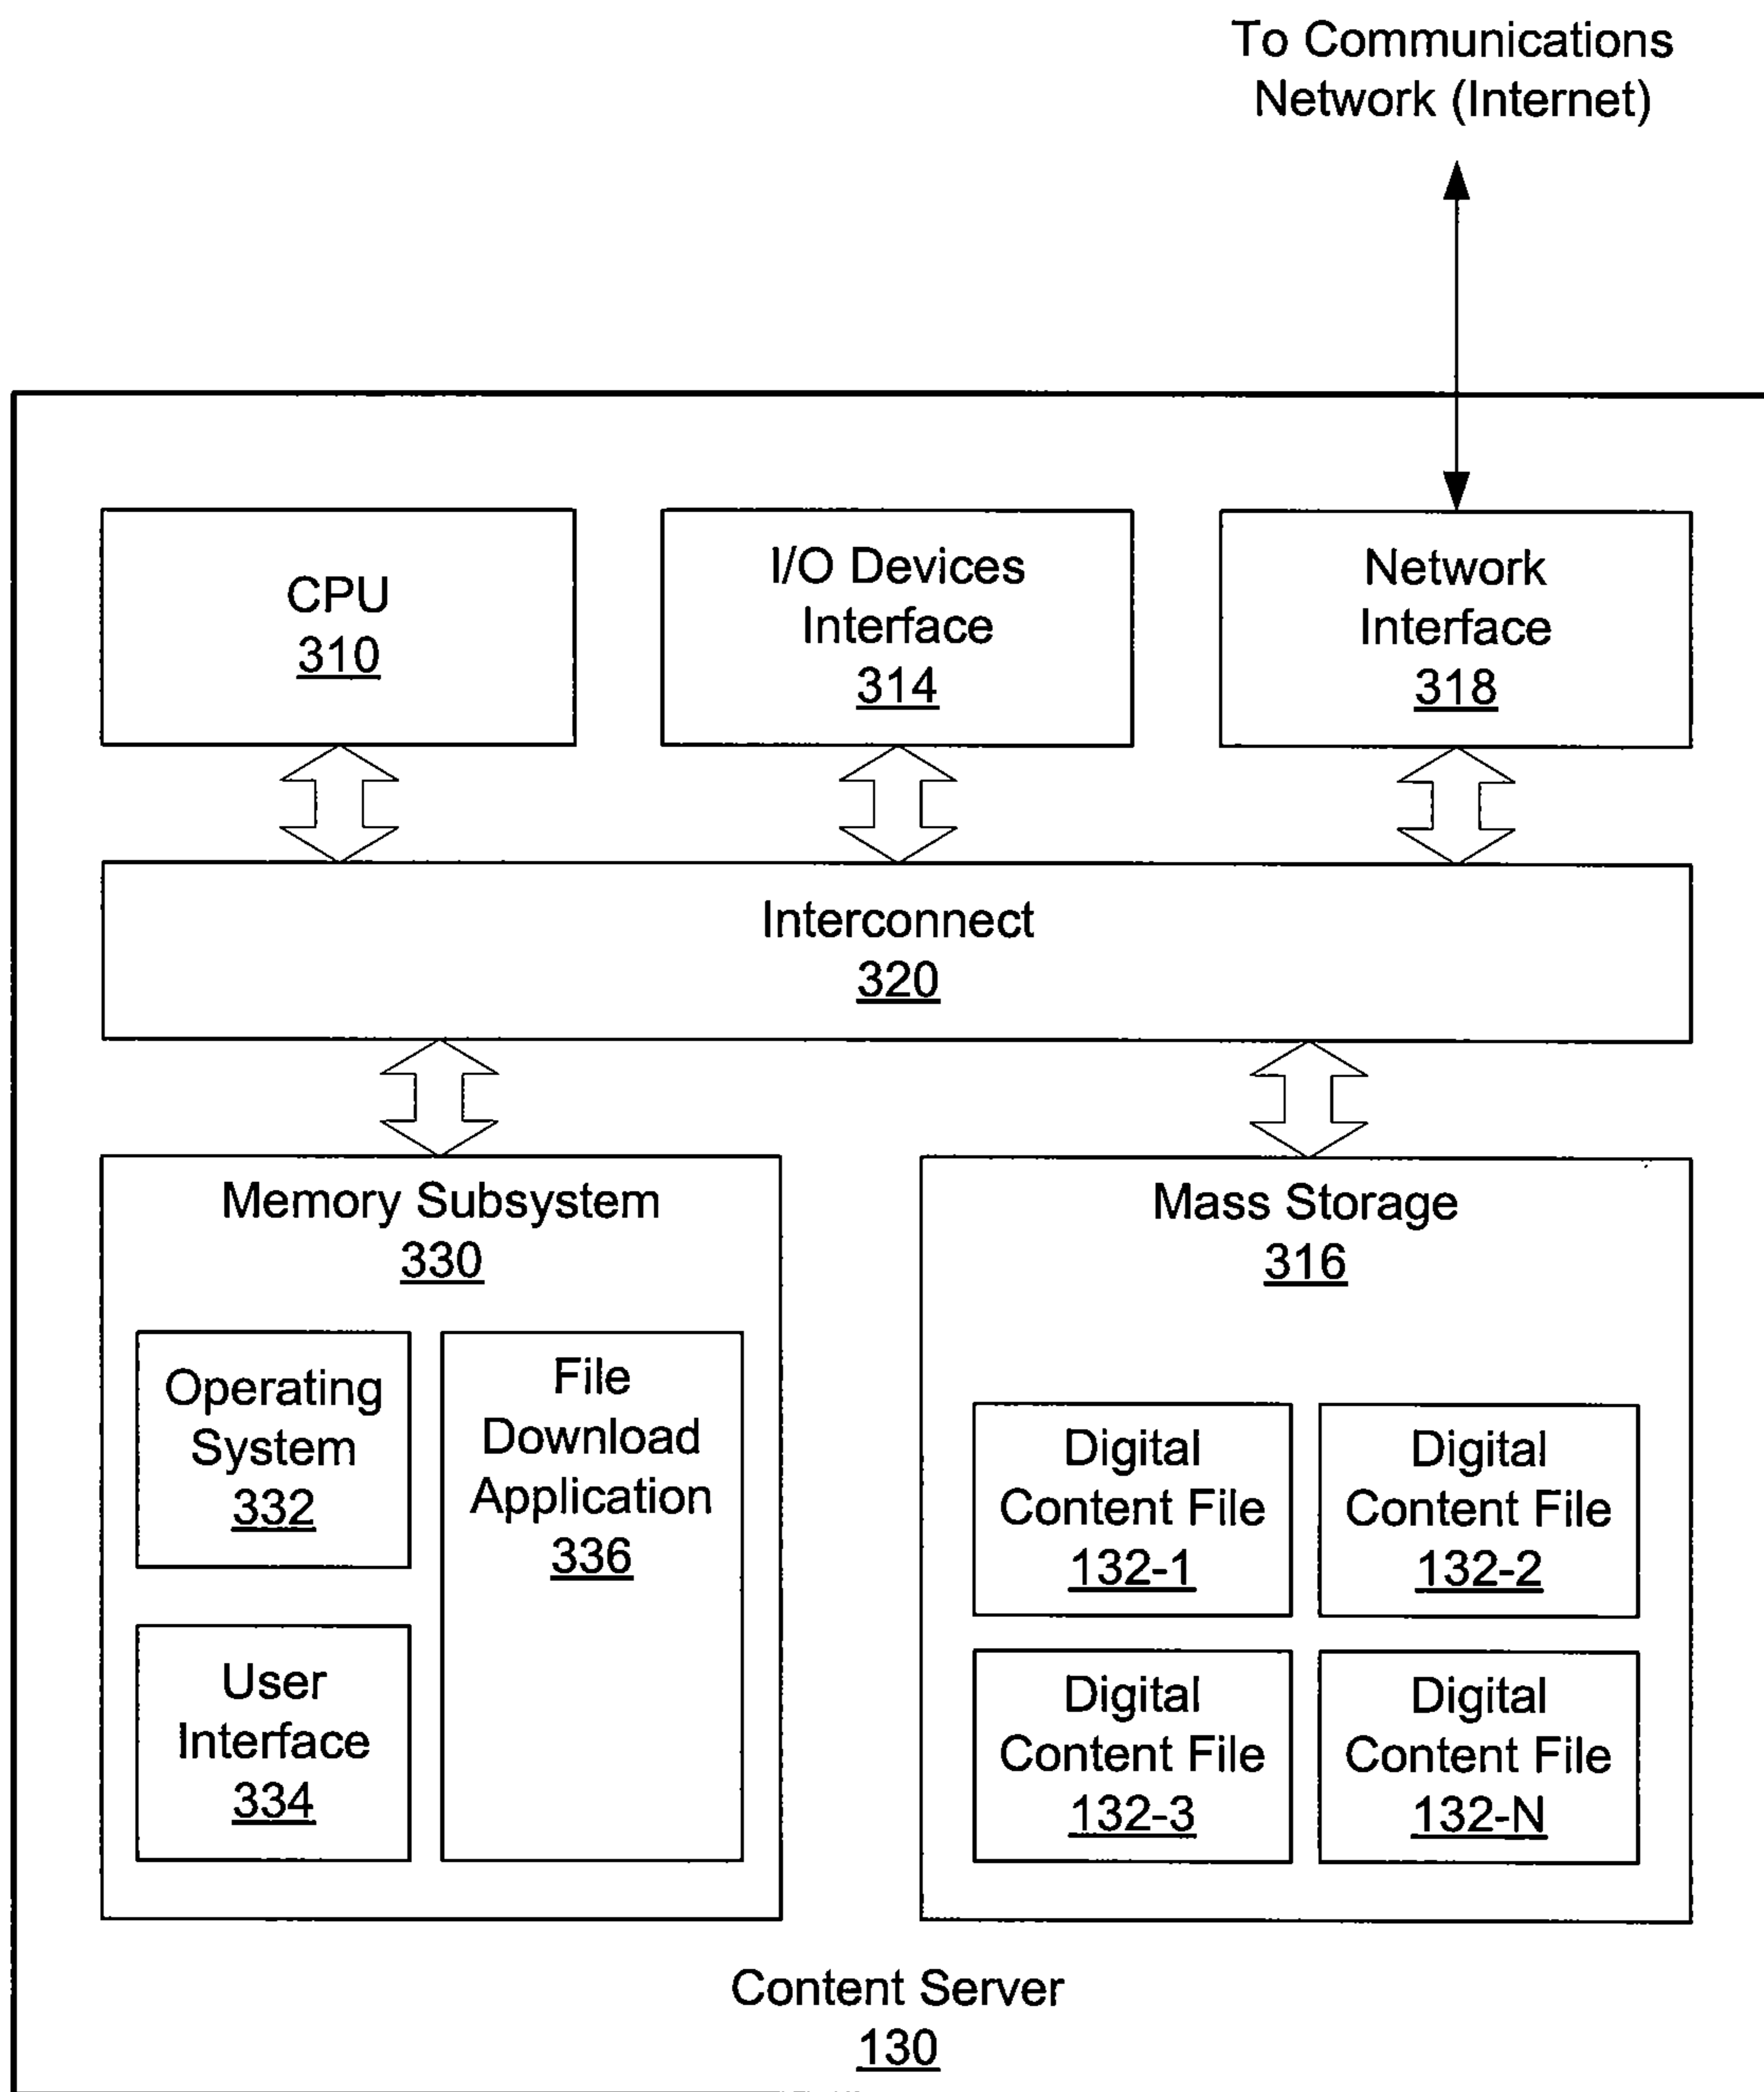 To Communications
Network (Internet)
CPU
310
I/O Devices
Interface
314
Network
Interface
318
Interconnect
320
Memory Subsystem
330
Operating
System
332
File
Download
Application
336
User
Interface
334
Mass Storage
316
Digital
Content File
132-1
Digital
Content File
132-2
Digital
Content File
132-3
Digital
Content File
132-N
Content Server
130